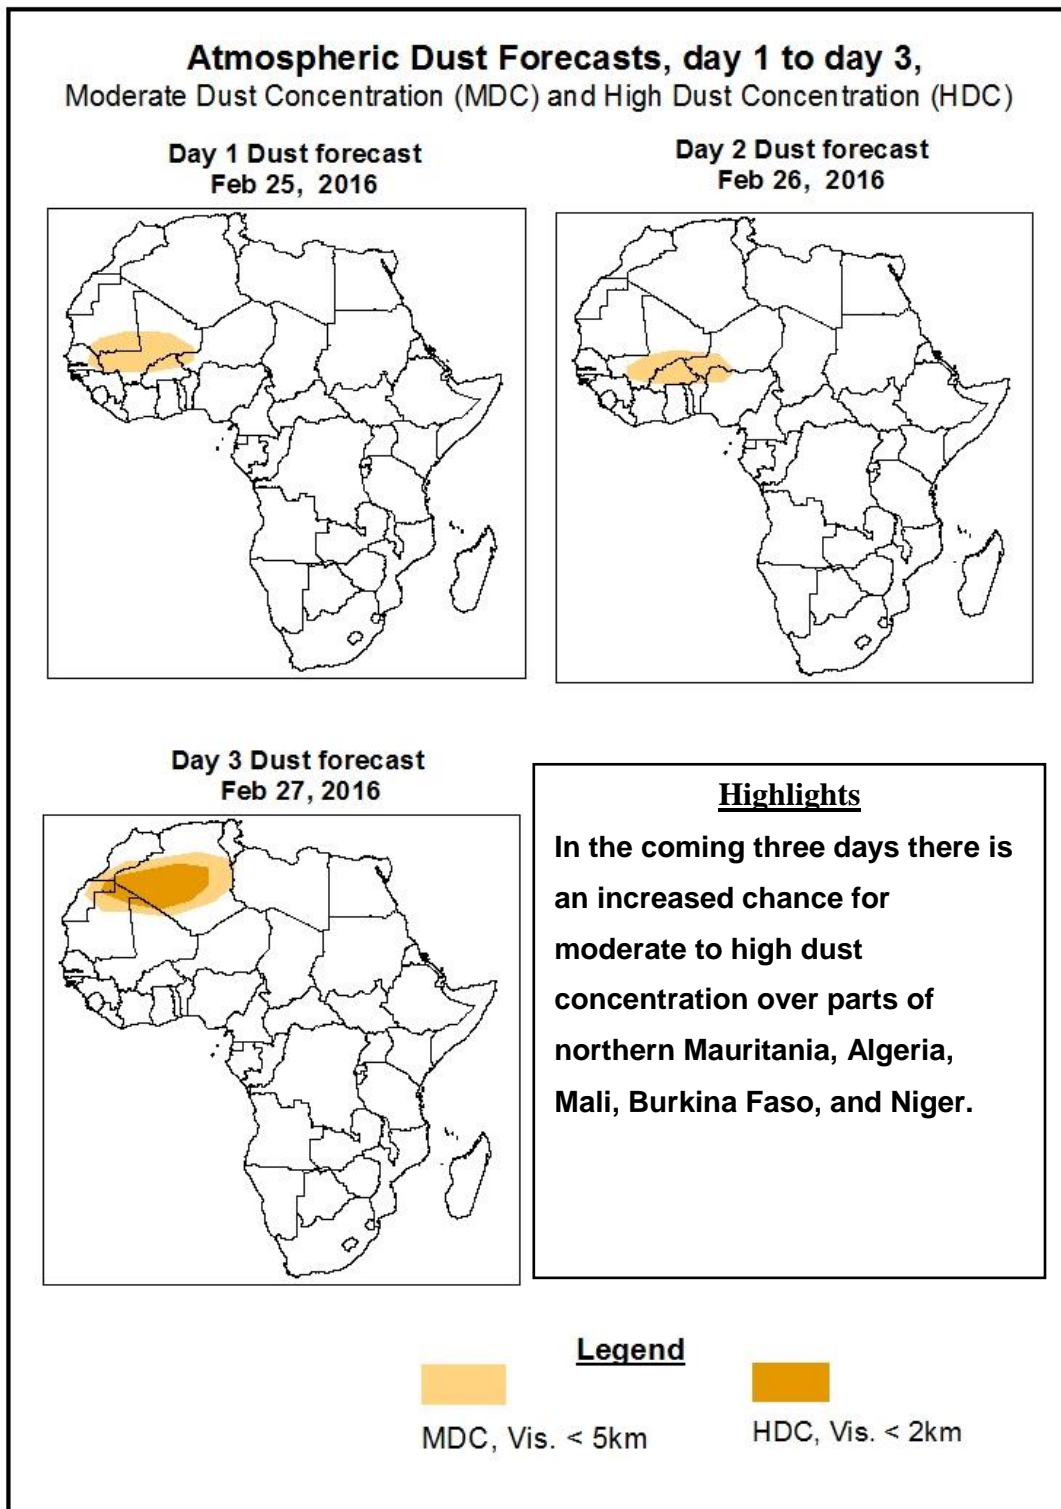 Atmospheric Dust Forecasts, day 1 to day 3,
Moderate Dust Concentration (MDC) and High Dust Concentration (HDC)
Day 1 Dust forecast
Feb 25, 2016
Day 2 Dust forecast
Feb 26, 2016
Day 3 Dust forecast
Feb 27, 2016
Highlights
In the coming three days there is
an increased chance for
moderate to high dust
concentration over parts of
northern Mauritania, Algeria,
Mali, Burkina Faso, and Niger.
Legend
MDC, Vis. < 5km
HDC, Vis. < 2km